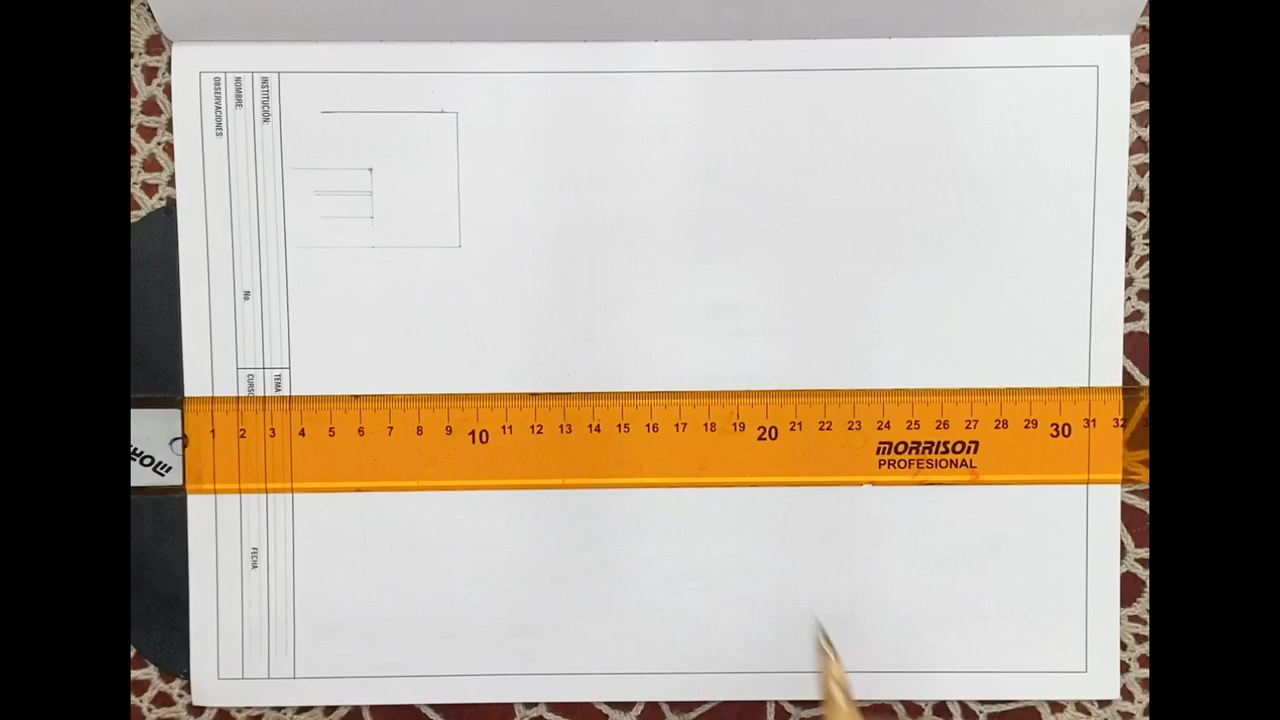 OBSERVACIONES:
NOMBRE:
INSTITUCIÓN:
No.
TEMA:
FECHA:
1 2 3 4 5 6 7 8 9 10 11 12 13 14 15 16 17 18 19 20 21 22 23 24 25 26 27 28 29 30 31 32
MORRISON
PROFESIONAL